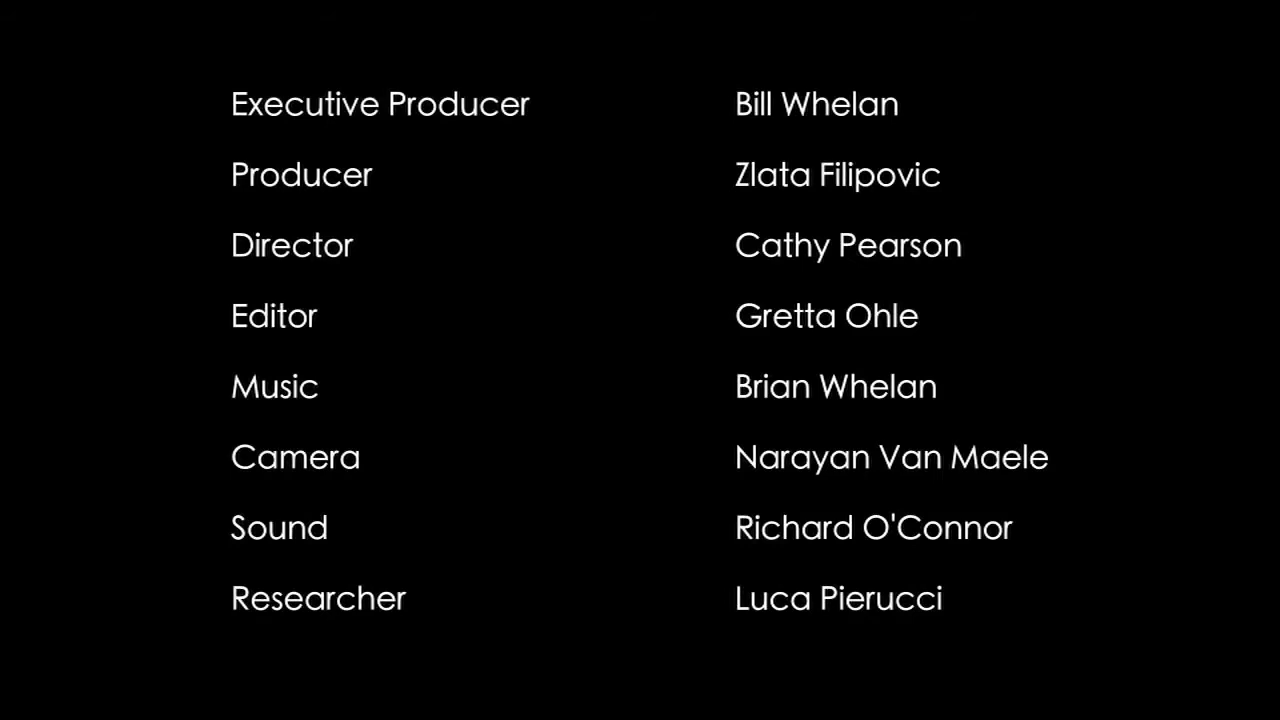 Executive Producer Bill Whelan
Producer Zlata Filipovic
Director Cathy Pearson
Editor Gretta Ohle
Music Brian Whelan
Camera Narayan Van Maele
Sound Richard O'Connor
Researcher Luca Pierucci